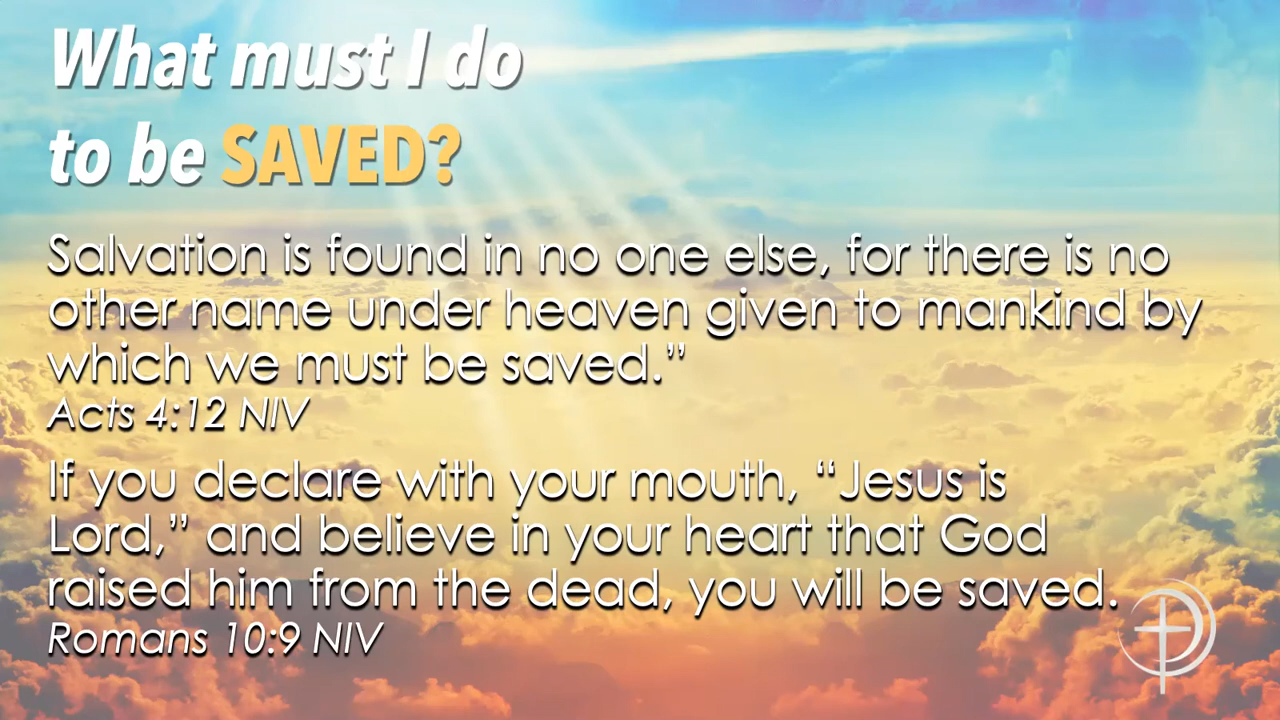 What must I do
to be SAVED?
Salvation is found in no one else, for there is no
other name under heaven given to mankind by
which we must be saved.”
Acts 4:12 NIV
If you declare with your mouth, “Jesus is
Lord,” and believe in your heart that God
raised him from the dead, you will be saved.
Romans 10:9 NIV